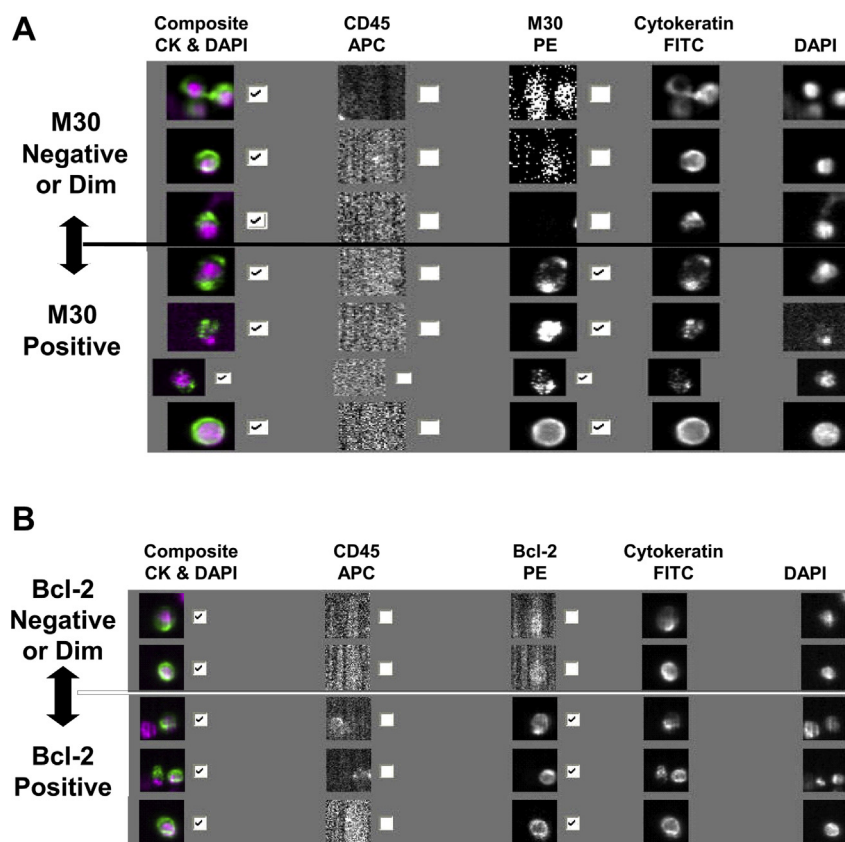 A
Composite
CK & DAPI
CD45
APC
M30
PE
Cytokeratin
FITC
DAPI
M30
Negative
or Dim
M30
Positive
B
Composite
CK & DAPI
CD45
APC
Bcl-2
PE
Cytokeratin
FITC
DAPI
Bcl-2
Negative
or Dim
Bcl-2
Positive